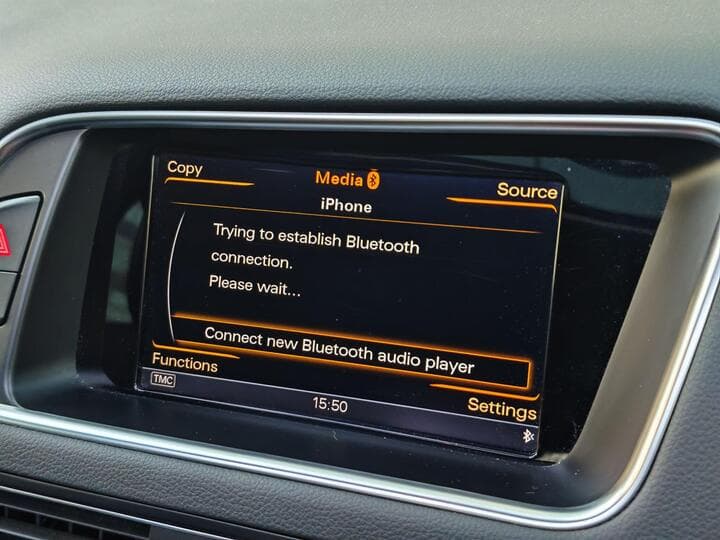 Copy
Media
Source
iPhone
Trying to establish Bluetooth
connection.
Please wait...
Connect new Bluetooth audio player
Functions
TMC
15:50
Settings